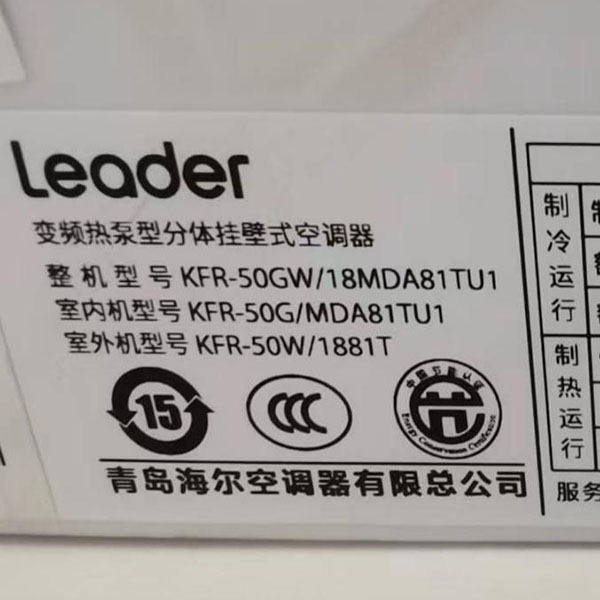 Leader
变频热泵型分体挂壁式空调器
整机型号 KFR-50GW/18MDA81TU1
室内机型号 KFR-50G/MDA81TU1
室外机型号 KFR-50W/1881T
15
CCC
中国节能认证
Energy Conservation Certification
青岛海尔空调器有限总公司
制冷运行
制热运行
服务